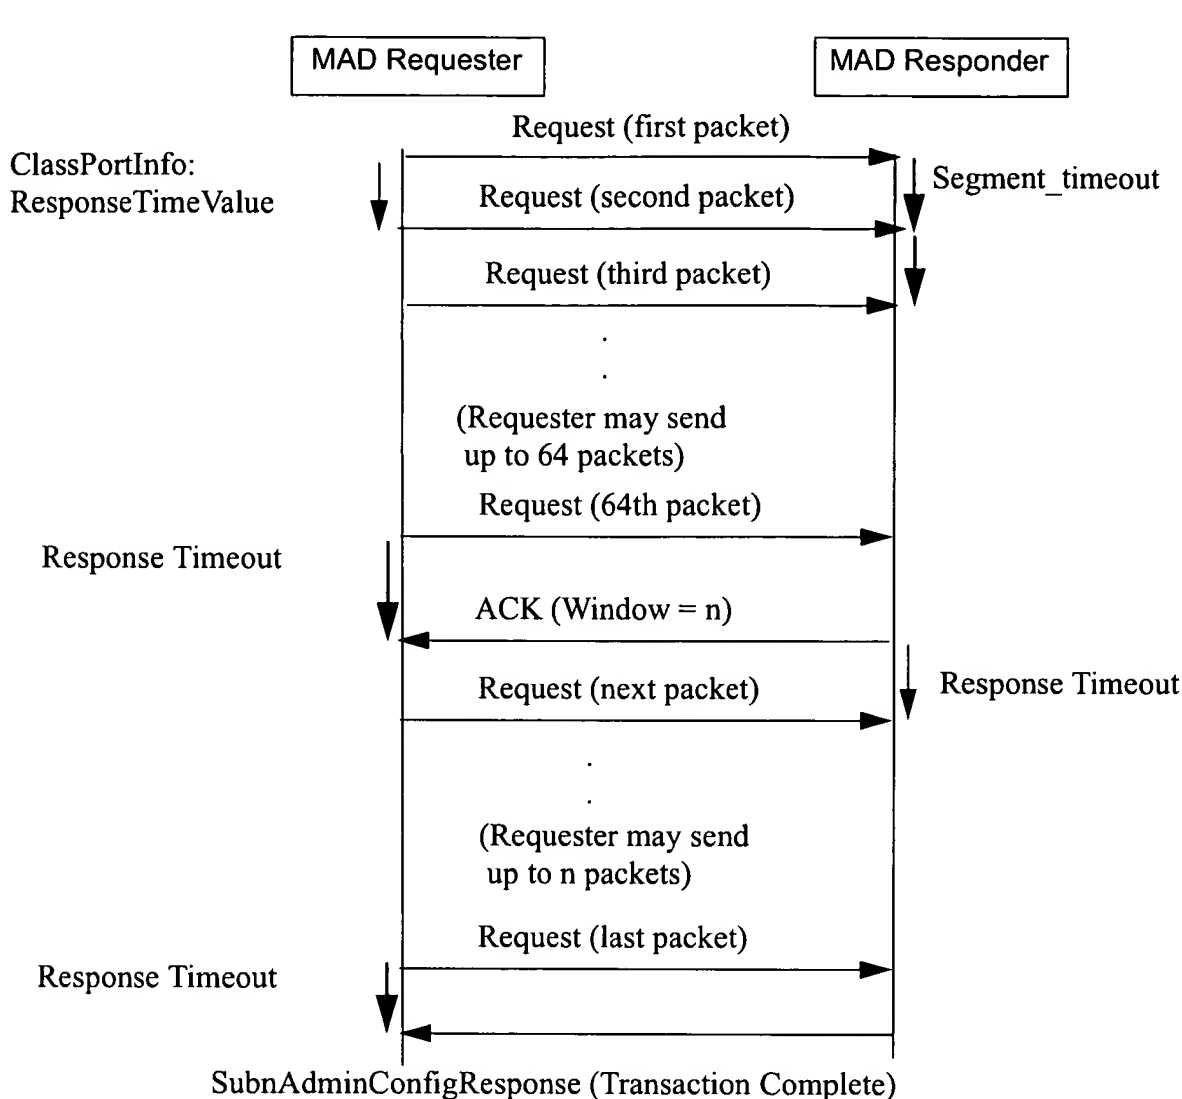 MAD Requester
MAD Responder
Request (first packet)
ClassPortInfo:
ResponseTimeValue
Segment_timeout
Request (second packet)
Request (third packet)
.
.
(Requester may send
up to 64 packets)
Request (64th packet)
Response Timeout
ACK (Window = n)
Request (next packet)
Response Timeout
.
.
(Requester may send
up to n packets)
Request (last packet)
Response Timeout
SubnAdminConfigResponse (Transaction Complete)